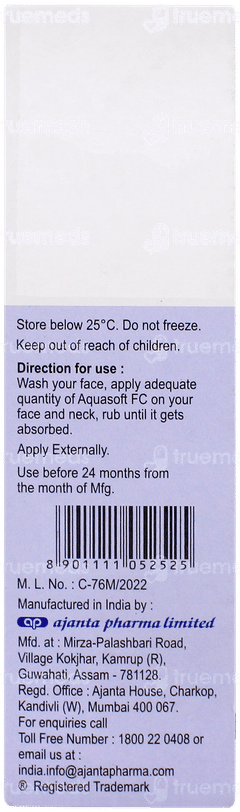 truemeds
Store below 25°C. Do not freeze.
Keep out of reach of children.
Direction for use :
Wash your face, apply adequate
quantity of Aquasoft FC on your
face and neck, rub until it gets
absorbed.
Apply Externally.
Use before 24 months from
the month of Mfg.
8 901111 052525
M. L. No. : C-76M/2022
Manufactured in India by :
ap ajanta pharma limited
Mfd. at : Mirza-Palashbari Road,
Village Kokjhar, Kamrup (R),
Guwahati, Assam - 781128.
Regd. Office : Ajanta House, Charkop,
Kandivli (W), Mumbai 400 067.
For enquiries call
Toll Free Number : 1800 22 0408 or
email us at :
india.info@ajantapharma.com
® Registered Trademark